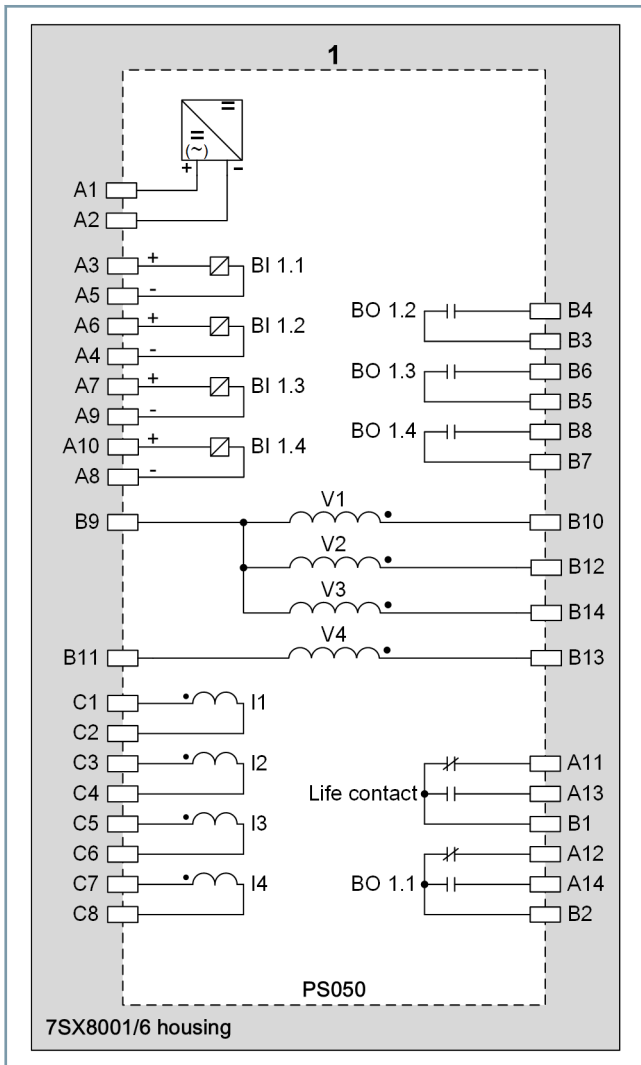 1
=
=
(~)
+ -
A1
A2
A3 + BI 1.1
A5 -
A6 + BI 1.2
A4 -
A7 + BI 1.3
A9 -
A10 + BI 1.4
A8 -
BO 1.2 B4
B3
BO 1.3 B6
B5
BO 1.4 B8
B7
V1
B9 B10
V2
B12
V3
B14
V4
B11 B13
C1 I1
C2
C3 I2
C4
C5 I3
C6
C7 I4
C8
A11
Life contact A13
B1
A12
BO 1.1 A14
B2
PS050
7SX8001/6 housing